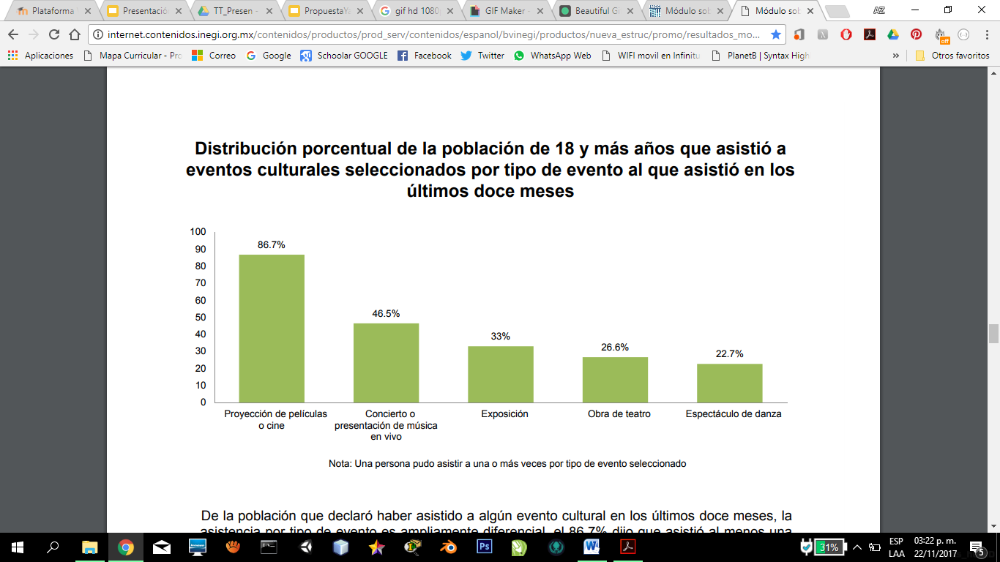 Plataforma
Presentació
TT_Presen -
PropuestaYa
gif hd 1080
GIF Maker -
Beautiful Gi
Módulo sob
Módulo sob
AZ
internet.contenidos.inegi.org.mx/contenidos/productos/prod_serv/contenidos/espanol/bvinegi/productos/nueva_estruc/promo/resultados_mo...
off
Aplicaciones
Mapa Curricular - Pro
Correo
Google
Schoolar GOOGLE
Facebook
Twitter
WhatsApp Web
WIFI movil en Infinitu
PlanetB | Syntax High
»
Otros favoritos
Distribución porcentual de la población de 18 y más años que asistió a
eventos culturales seleccionados por tipo de evento al que asistió en los
últimos doce meses
100
90
80
70
60
50
40
30
20
10
0
86.7%
46.5%
33%
26.6%
22.7%
Proyección de películas
o cine
Concierto o
presentación de música
en vivo
Exposición
Obra de teatro
Espectáculo de danza
Nota: Una persona pudo asistir a una o más veces por tipo de evento seleccionado
De la población que declaró haber asistido a algún evento cultural en los últimos doce meses, la
asistencia por tipo de evento es ampliamente diferencial, el 86.7% dijo que asistió al menos una
Ps
31%
ESP
LAA
03:22 p. m.
22/11/2017
5